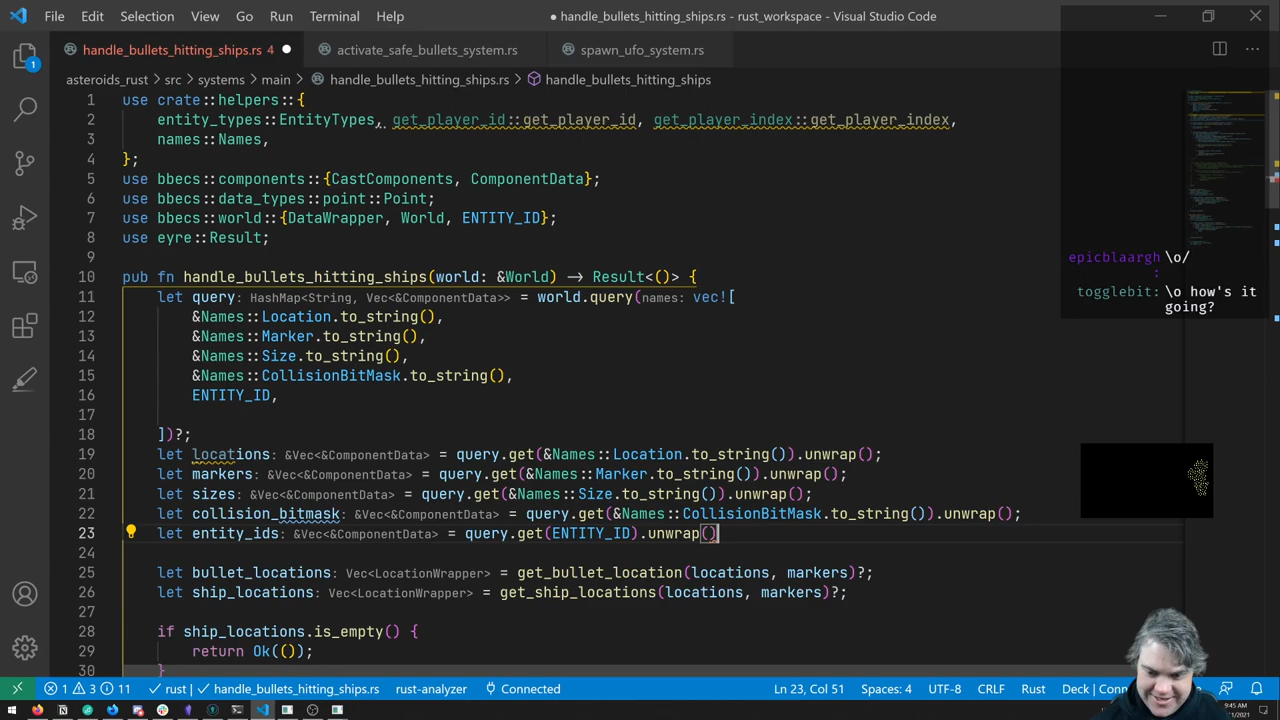 File Edit Selection View Go Run Terminal Help
● handle_bullets_hitting_ships.rs - rust_workspace - Visual Studio Code
handle_bullets_hitting_ships.rs 4 ● activate_safe_bullets_system.rs spawn_ufo_system.rs
asteroids_rust > src > systems > main > handle_bullets_hitting_ships.rs > handle_bullets_hitting_ships
1 use crate::helpers::{
2 entity_types::EntityTypes, get_player_id::get_player_id, get_player_index::get_player_index,
3 names::Names,
4 };
5 use bbecs::components::{CastComponents, ComponentData};
6 use bbecs::data_types::point::Point;
7 use bbecs::world::{DataWrapper, World, ENTITY_ID};
8 use eyre::Result;
9
10 pub fn handle_bullets_hitting_ships(world: &World) → Result<()> {
11 let query: HashMap<String, Vec<&ComponentData>> = world.query(names: vec![
12 &Names::Location.to_string(),
13 &Names::Marker.to_string(),
14 &Names::Size.to_string(),
15 &Names::CollisionBitMask.to_string(),
16 ENTITY_ID,
17
18 ])?;
19 let locations: &Vec<&ComponentData> = query.get(&Names::Location.to_string()).unwrap();
20 let markers: &Vec<&ComponentData> = query.get(&Names::Marker.to_string()).unwrap();
21 let sizes: &Vec<&ComponentData> = query.get(&Names::Size.to_string()).unwrap();
22 let collision_bitmask: &Vec<&ComponentData> = query.get(&Names::CollisionBitMask.to_string()).unwrap();
23 let entity_ids: &Vec<&ComponentData> = query.get(ENTITY_ID).unwrap()
24
25 let bullet_locations: Vec<LocationWrapper> = get_bullet_location(locations, markers)?;
26 let ship_locations: Vec<LocationWrapper> = get_ship_locations(locations, markers)?;
27
28 if ship_locations.is_empty() {
29 return Ok(());
30 }
epicblaargh \o/
:
togglebit: \o how's it
going?
1
1 3 11 rust | handle_bullets_hitting_ships.rs rust-analyzer Connected Ln 23, Col 51 Spaces: 4 UTF-8 CRLF Rust Deck | Conn
9:45 AM